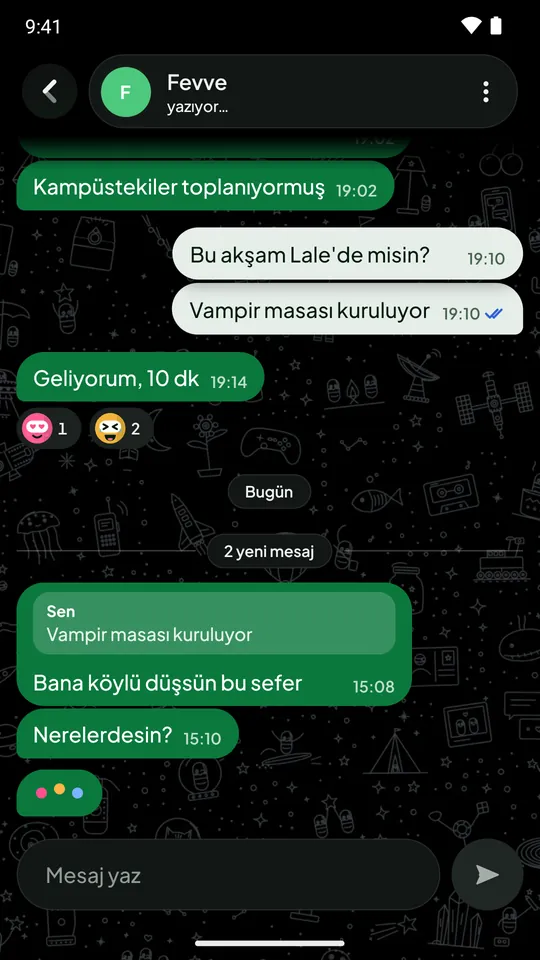 9:41
F
Fevve
yazıyor...
19:02
Kampüstekiler toplanıyormuş 19:02
Bu akşam Lale'de misin? 19:10
Vampir masası kuruluyor 19:10
Geliyorum, 10 dk 19:14
1 2
Bugün
2 yeni mesaj
Sen
Vampir masası kuruluyor
Bana köylü düşsün bu sefer 15:08
Nerelerdesin? 15:10
Mesaj yaz